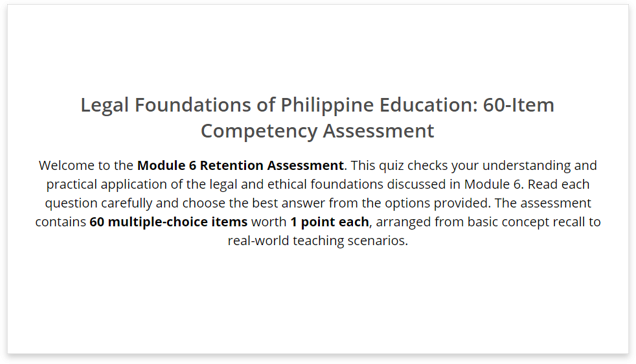 Legal Foundations of Philippine Education: 60-Item
Competency Assessment
Welcome to the Module 6 Retention Assessment. This quiz checks your understanding and
practical application of the legal and ethical foundations discussed in Module 6. Read each
question carefully and choose the best answer from the options provided. The assessment
contains 60 multiple-choice items worth 1 point each, arranged from basic concept recall to
real-world teaching scenarios.